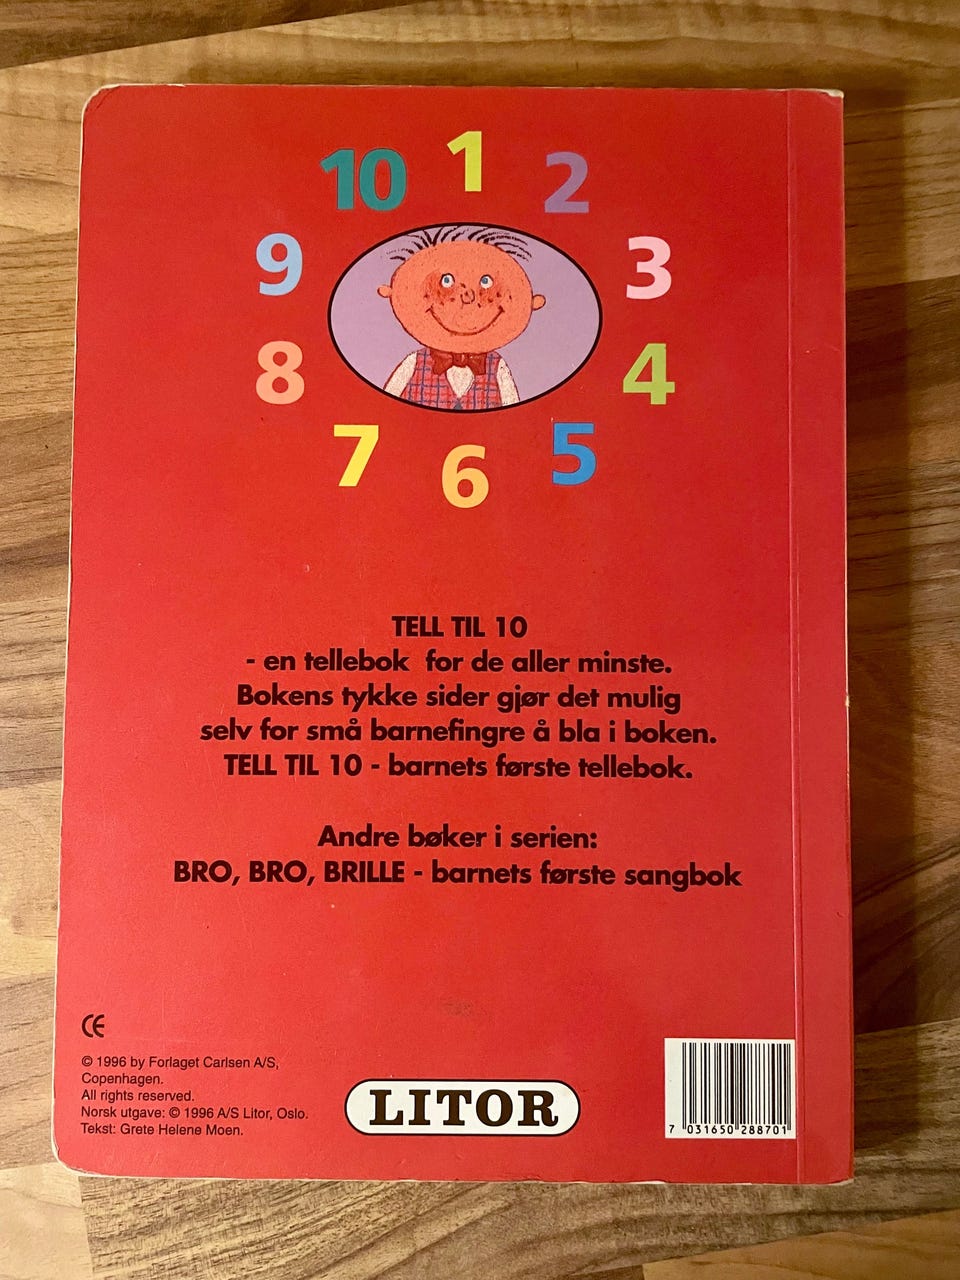 10 1 2
9 3
8 4
7 6 5
TELL TIL 10
- en tellebok for de aller minste.
Bokens tykke sider gjør det mulig
selv for små barnefingre å bla i boken.
TELL TIL 10 - barnets første tellebok.
Andre bøker i serien:
BRO, BRO, BRILLE - barnets første sangbok
CE
© 1996 by Forlaget Carlsen A/S,
Copenhagen.
All rights reserved.
Norsk utgave: © 1996 A/S Litor, Oslo.
Tekst: Grete Helene Moen.
LITOR
7 031650 288701